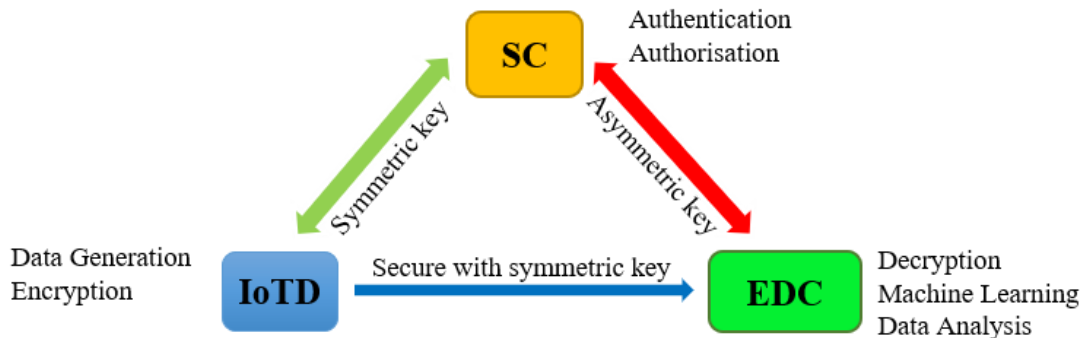 SC
Authentication
Authorisation
Symmetric key
Asymmetric key
Data Generation
Encryption
IoTD
Secure with symmetric key
EDC
Decryption
Machine Learning
Data Analysis